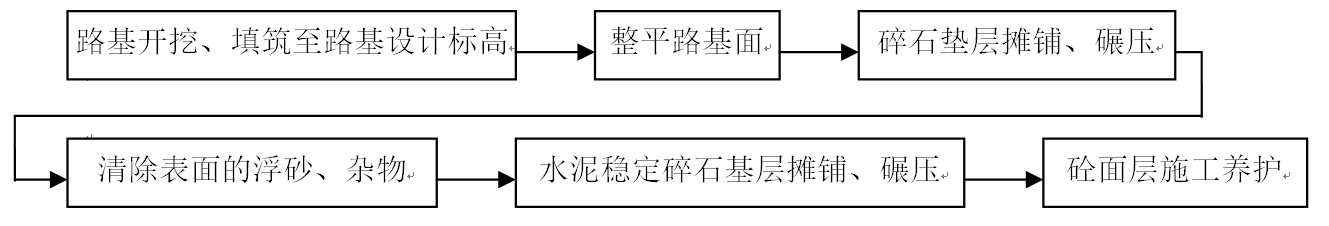 路基开挖、填筑至路基设计标高
整平路基面
碎石垫层摊铺、碾压
清除表面的浮砂、杂物
水泥稳定碎石基层摊铺、碾压
砼面层施工养护